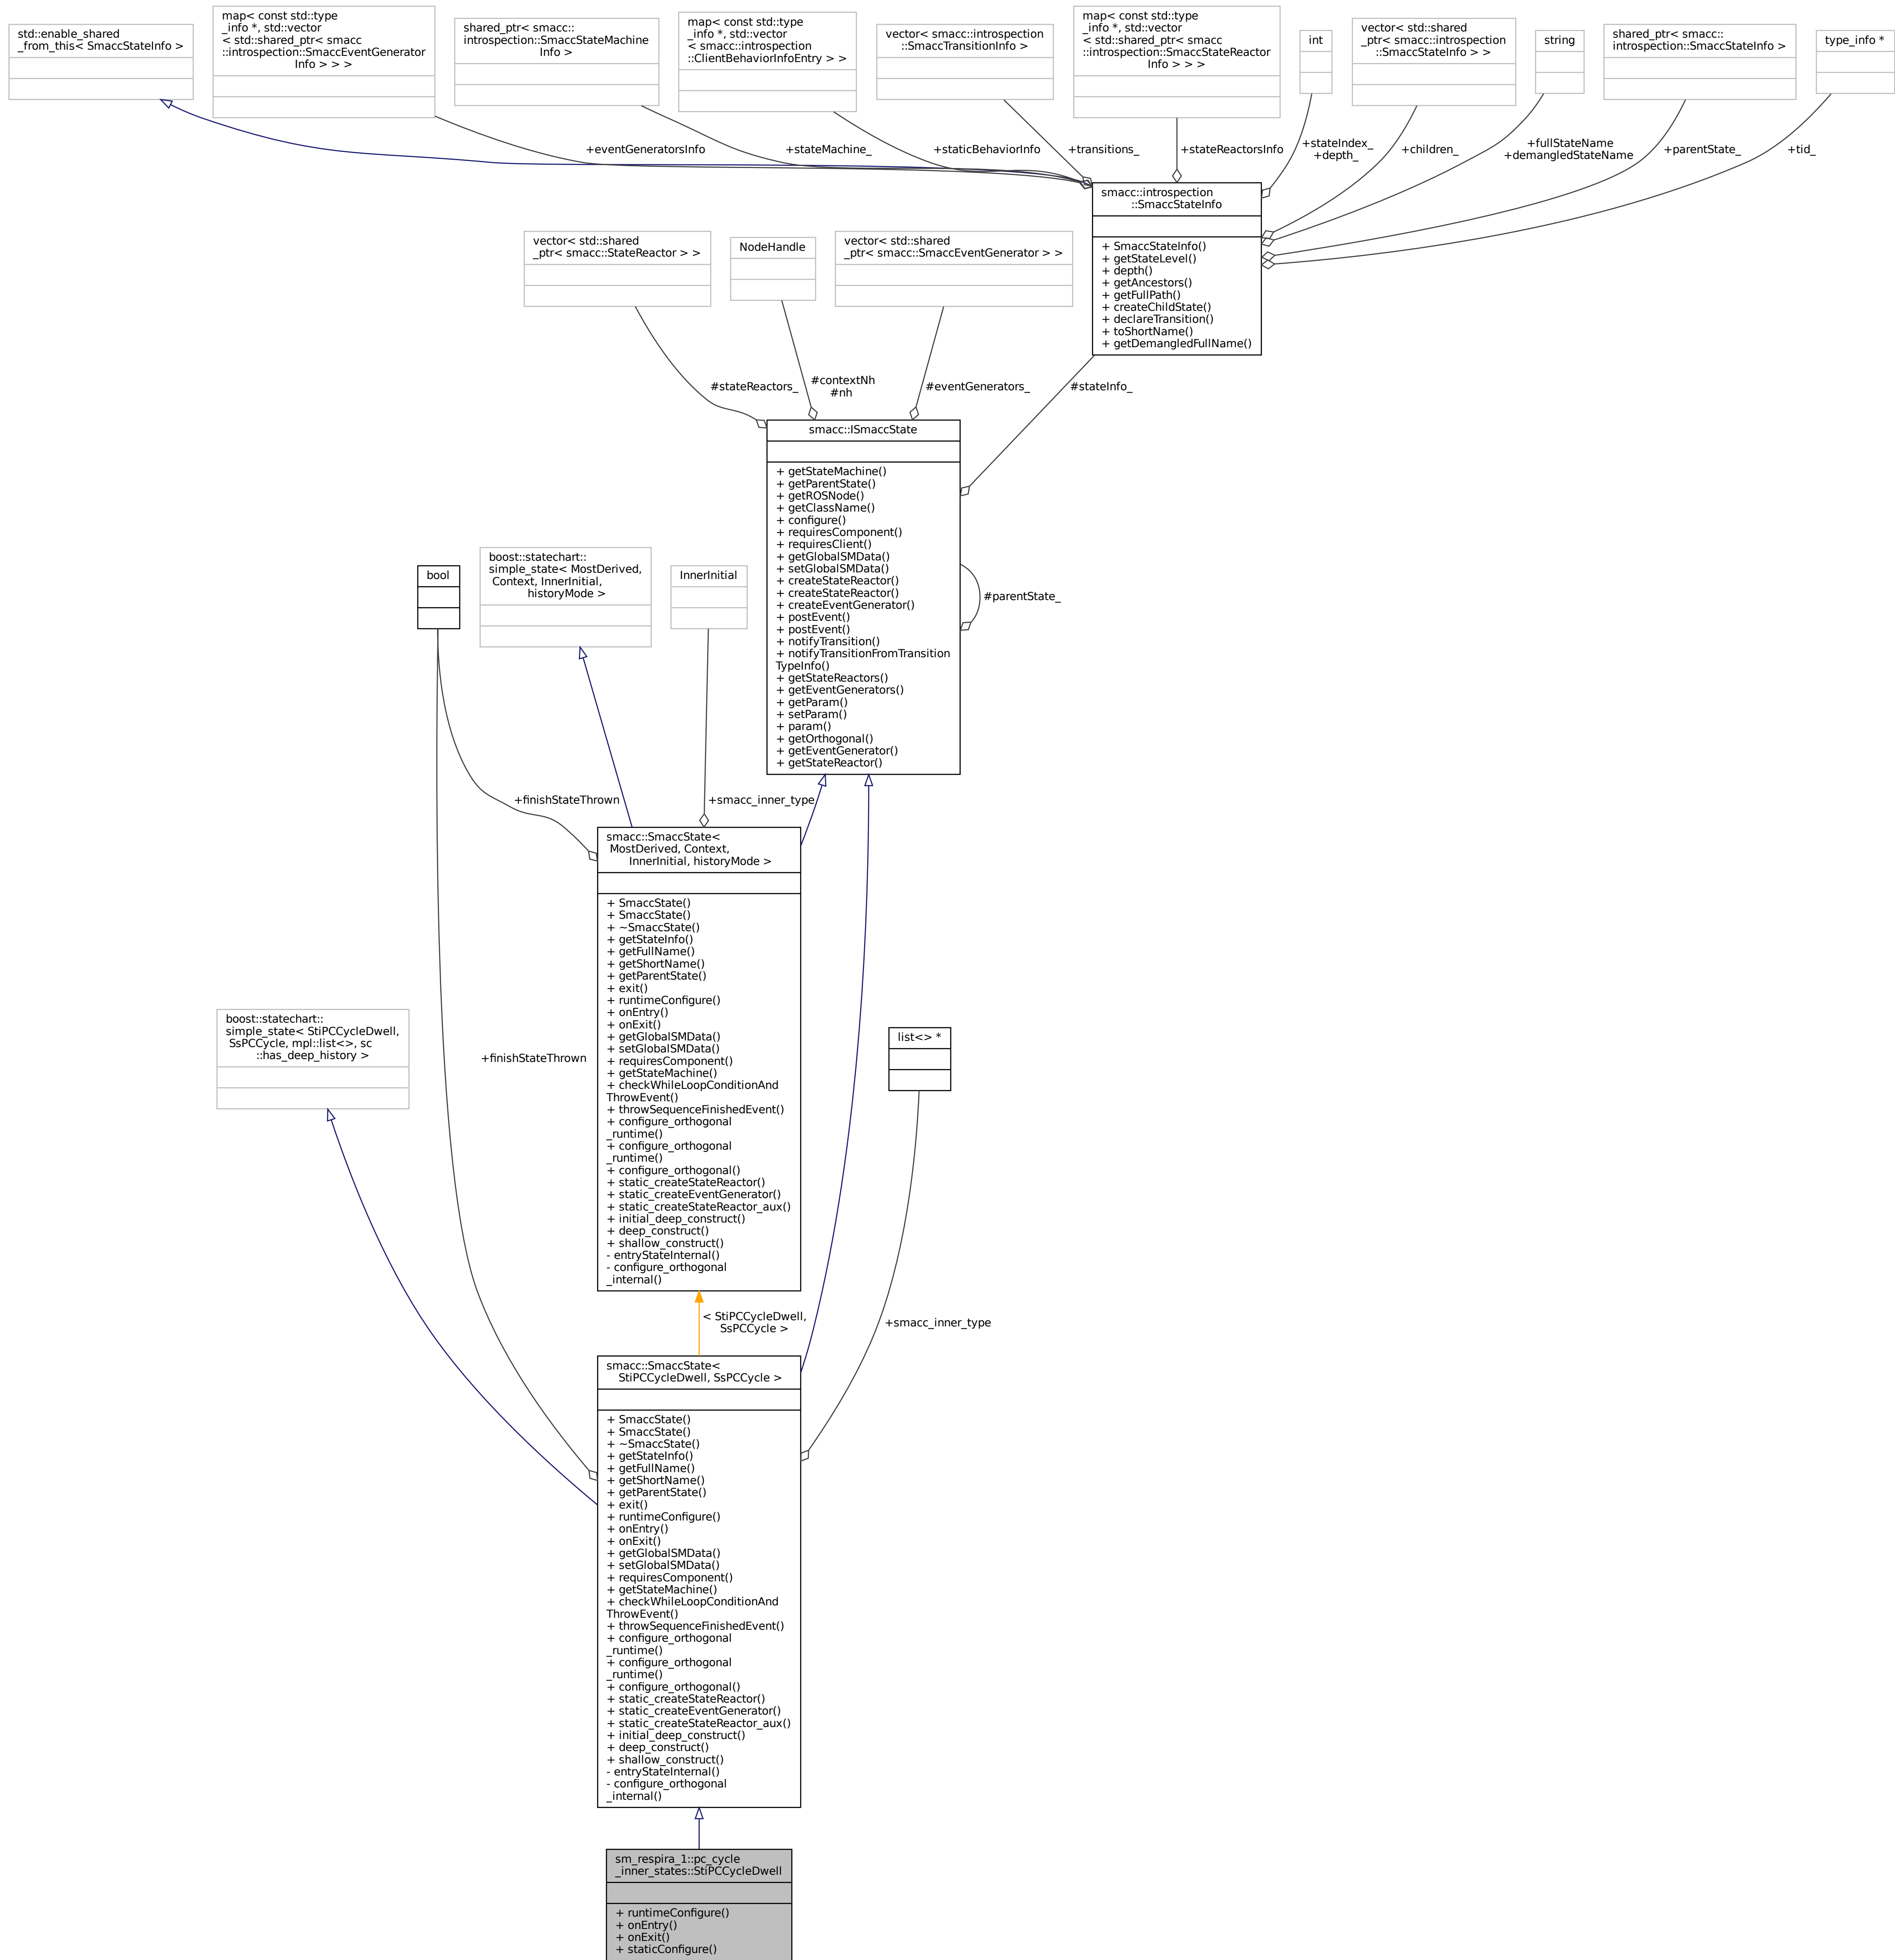 std::enable_shared
_from_this< SmaccStateInfo >
map< const std::type
_info *, std::vector
< std::shared_ptr< smacc
::introspection::SmaccEventGenerator
Info > > >
shared_ptr< smacc::
introspection::SmaccStateMachine
Info >
map< const std::type
_info *, std::vector
< smacc::introspection
::ClientBehaviorInfoEntry > >
vector< smacc::introspection
::SmaccTransitionInfo >
map< const std::type
_info *, std::vector
< std::shared_ptr< smacc
::introspection::SmaccStateReactor
Info > > >
int
vector< std::shared
_ptr< smacc::introspection
::SmaccStateInfo > >
string
shared_ptr< smacc::
introspection::SmaccStateInfo >
type_info *
+eventGeneratorsInfo
+stateMachine_
+staticBehaviorInfo
+transitions_
+stateReactorsInfo
+stateIndex_
+depth_
+children_
+fullStateName
+demangledStateName
+parentState_
+tid_
smacc::introspection
::SmaccStateInfo
+ SmaccStateInfo()
+ getStateLevel()
+ depth()
+ getAncestors()
+ getFullPath()
+ createChildState()
+ declareTransition()
+ toShortName()
+ getDemangledFullName()
vector< std::shared
_ptr< smacc::StateReactor > >
NodeHandle
vector< std::shared
_ptr< smacc::SmaccEventGenerator > >
#stateReactors_
#contextNh
#nh
#eventGenerators_
#stateInfo_
smacc::ISmaccState
+ getStateMachine()
+ getParentState()
+ getROSNode()
+ getClassName()
+ configure()
+ requiresComponent()
+ requiresClient()
+ getGlobalSMData()
+ setGlobalSMData()
+ createStateReactor()
+ createStateReactor()
+ createEventGenerator()
+ postEvent()
+ postEvent()
+ notifyTransition()
+ notifyTransitionFromTransition
TypeInfo()
+ getStateReactors()
+ getEventGenerators()
+ getParam()
+ setParam()
+ param()
+ getOrthogonal()
+ getEventGenerator()
+ getStateReactor()
#parentState_
bool
boost::statechart::
simple_state< MostDerived,
Context, InnerInitial,
historyMode >
InnerInitial
+finishStateThrown
+smacc_inner_type
smacc::SmaccState<
MostDerived, Context,
InnerInitial, historyMode >
+ SmaccState()
+ SmaccState()
+ ~SmaccState()
+ getStateInfo()
+ getFullName()
+ getShortName()
+ getParentState()
+ exit()
+ runtimeConfigure()
+ onEntry()
+ onExit()
+ getGlobalSMData()
+ setGlobalSMData()
+ requiresComponent()
+ getStateMachine()
+ checkWhileLoopConditionAnd
ThrowEvent()
+ throwSequenceFinishedEvent()
+ configure_orthogonal
_runtime()
+ configure_orthogonal
_runtime()
+ configure_orthogonal()
+ static_createStateReactor()
+ static_createEventGenerator()
+ static_createStateReactor_aux()
+ initial_deep_construct()
+ deep_construct()
+ shallow_construct()
- entryStateInternal()
- configure_orthogonal
_internal()
boost::statechart::
simple_state< StiPCCycleDwell,
SsPCCycle, mpl::list<>, sc
::has_deep_history >
+finishStateThrown
list<> *
< StiPCCycleDwell,
SsPCCycle >
+smacc_inner_type
smacc::SmaccState<
StiPCCycleDwell, SsPCCycle >
+ SmaccState()
+ SmaccState()
+ ~SmaccState()
+ getStateInfo()
+ getFullName()
+ getShortName()
+ getParentState()
+ exit()
+ runtimeConfigure()
+ onEntry()
+ onExit()
+ getGlobalSMData()
+ setGlobalSMData()
+ requiresComponent()
+ getStateMachine()
+ checkWhileLoopConditionAnd
ThrowEvent()
+ throwSequenceFinishedEvent()
+ configure_orthogonal
_runtime()
+ configure_orthogonal
_runtime()
+ configure_orthogonal()
+ static_createStateReactor()
+ static_createEventGenerator()
+ static_createStateReactor_aux()
+ initial_deep_construct()
+ deep_construct()
+ shallow_construct()
- entryStateInternal()
- configure_orthogonal
_internal()
sm_respira_1::pc_cycle
_inner_states::StiPCCycleDwell
+ runtimeConfigure()
+ onEntry()
+ onExit()
+ staticConfigure()